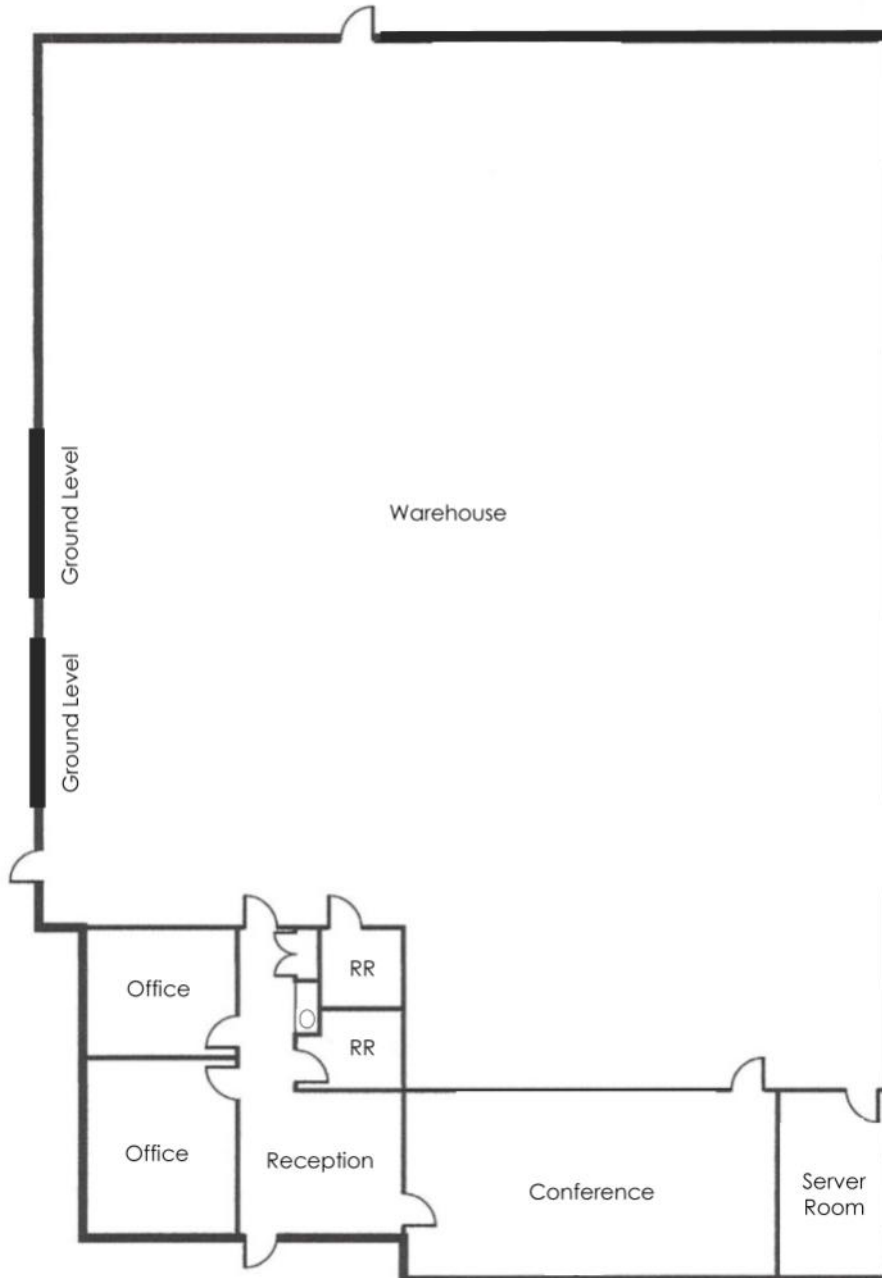 Ground Level
Warehouse
Ground Level
Office
RR
RR
Office
Reception
Conference
Server
Room